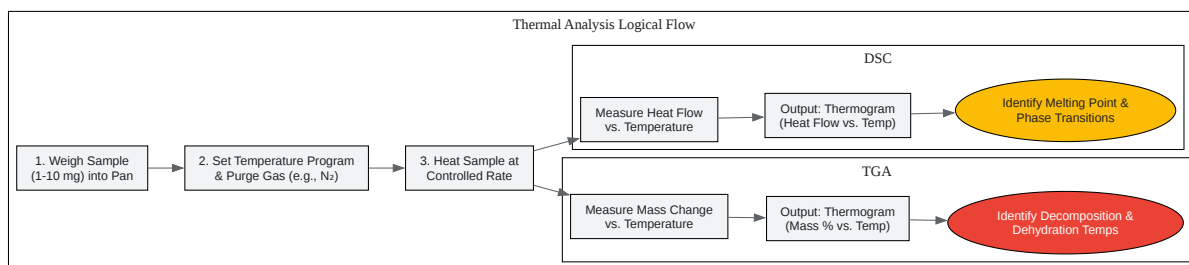 Thermal Analysis Logical Flow
DSC
Measure Heat Flow
vs. Temperature
Output: Thermogram
(Heat Flow vs. Temp)
Identify Melting Point &
Phase Transitions
1. Weigh Sample
(1-10 mg) into Pan
2. Set Temperature Program
& Purge Gas (e.g., N₂)
3. Heat Sample at
Controlled Rate
TGA
Measure Mass Change
vs. Temperature
Output: Thermogram
(Mass % vs. Temp)
Identify Decomposition &
Dehydration Temps